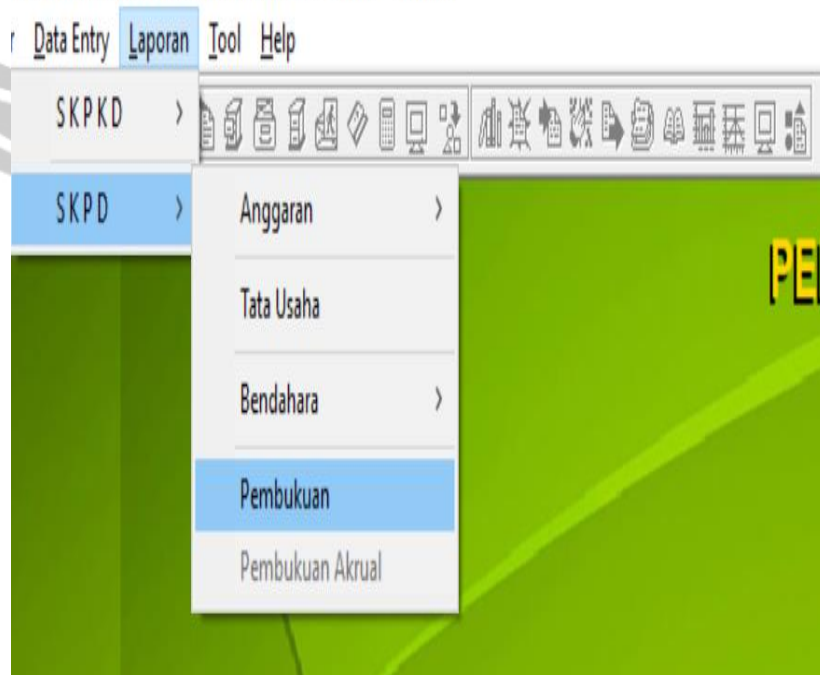 Data Entry Laporan Tool Help
SKPKD
SKPD
Anggaran
Tata Usaha
Bendahara
Pembukuan
Pembukuan Akrual